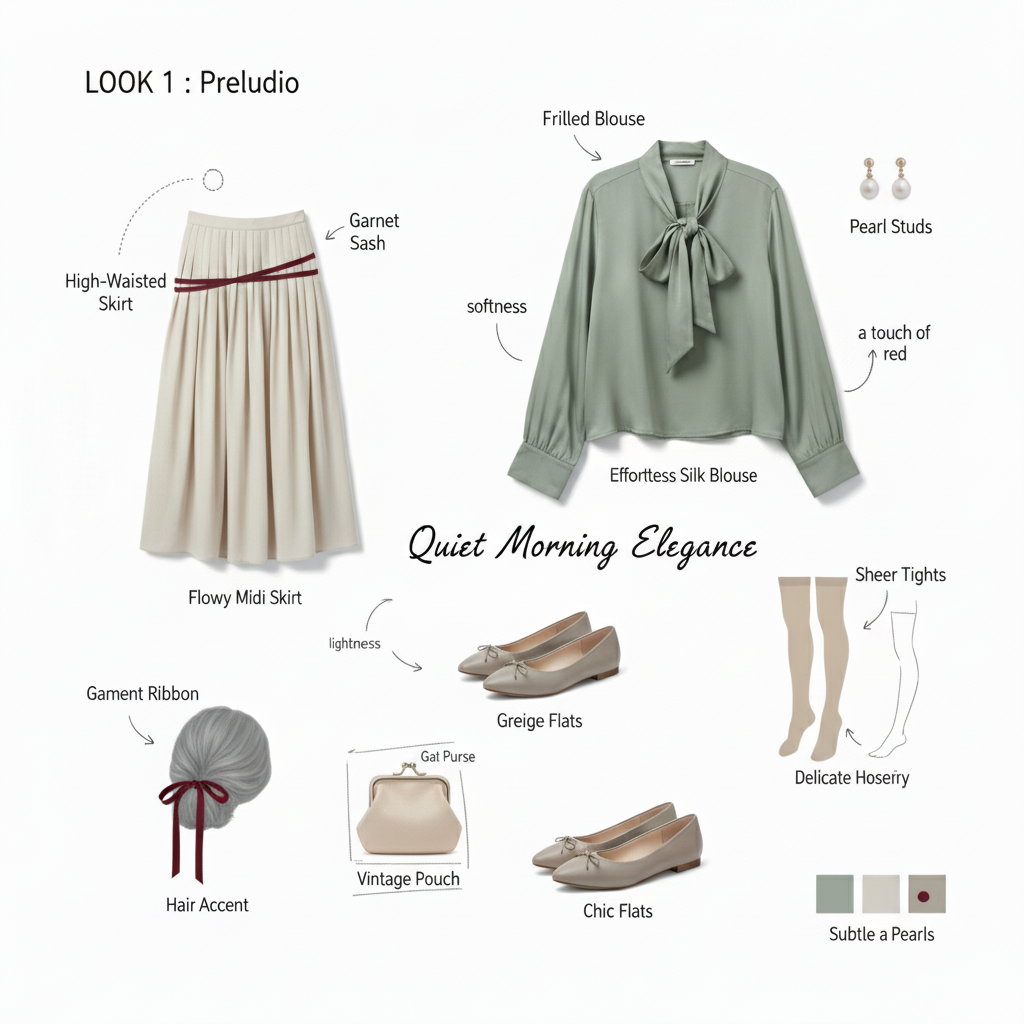 LOOK 1 : Preludio
Frilled Blouse
Pearl Studs
Garnet
Sash
High-Waisted
Skirt
softness
a touch of
red
Effortess Silk Blouse
Quiet Morning Elegance
Flowy Midi Skirt
Sheer Tights
lightness
Greige Flats
Gament Ribbon
Gat Purse
Delicate Hoserry
Vintage Pouch
Hair Accent
Chic Flats
Subtle a Pearls